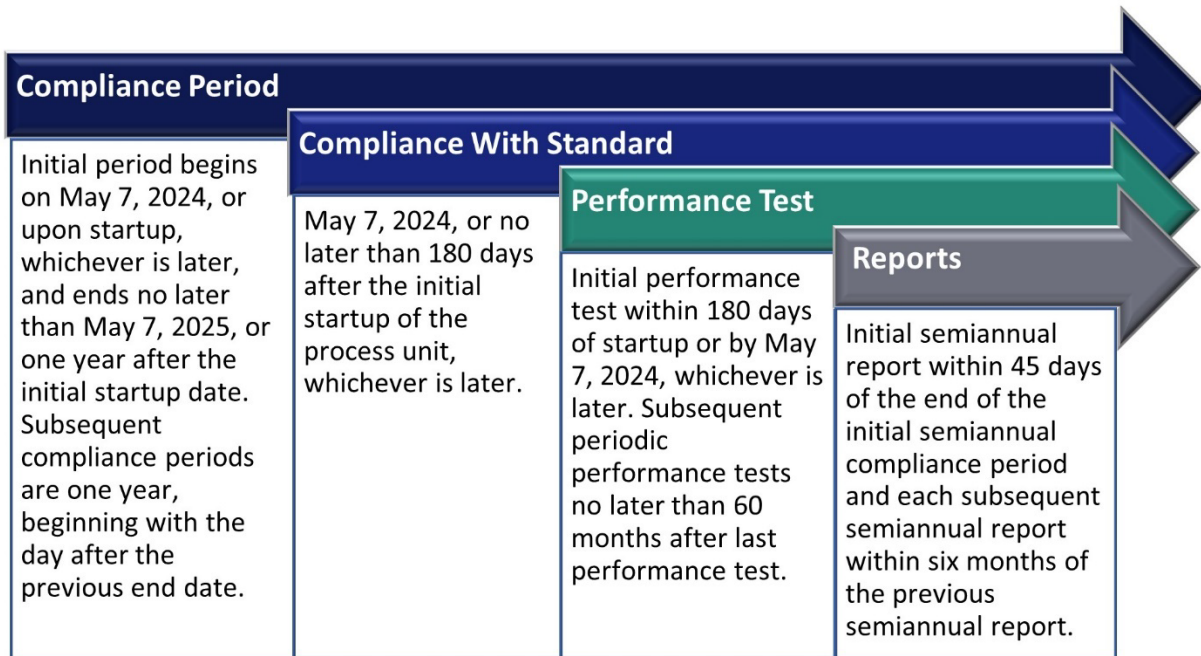 Compliance Period
Initial period begins
on May 7, 2024, or
upon startup,
whichever is later,
and ends no later
than May 7, 2025, or
one year after the
initial startup date.
Subsequent
compliance periods
are one year,
beginning with the
day after the
previous end date.
Compliance With Standard
May 7, 2024, or no
later than 180 days
after the initial
startup of the
process unit,
whichever is later.
Performance Test
Initial performance
test within 180 days
of startup or by May
7, 2024, whichever is
later. Subsequent
periodic
performance tests
no later than 60
months after last
performance test.
Reports
Initial semiannual
report within 45 days
of the end of the
initial semiannual
compliance period
and each subsequent
semiannual report
within six months of
the previous
semiannual report.